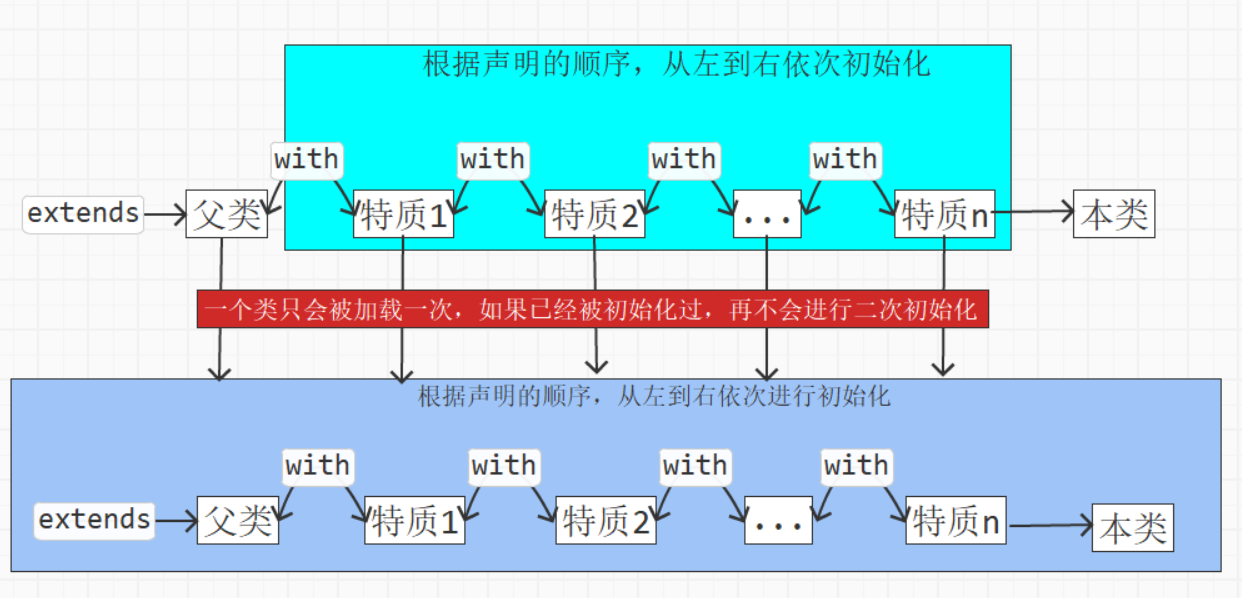 根据声明的顺序，从左到右依次初始化
with with with with
extends 父类 特质1 特质2 ... 特质n 本类
一个类只会被加载一次，如果已经被初始化过，再不会进行二次初始化
根据声明的顺序，从左到右依次进行初始化
with with with with
extends 父类 特质1 特质2 ... 特质n 本类